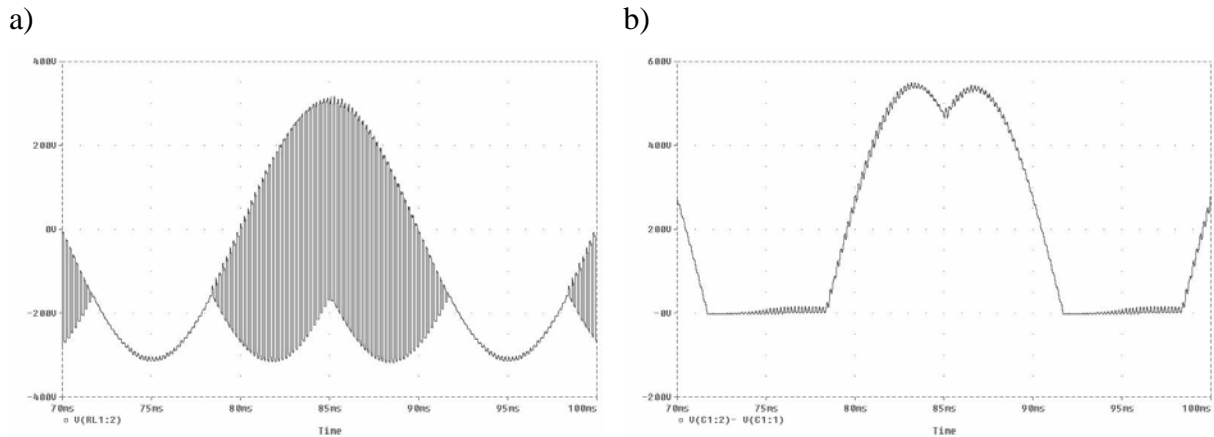 a)
b)
400V
200V
0V
-200V
-400V
70ms
75ms
80ms
85ms
90ms
95ms
100ms
V(RL1:2)
Time
600V
400V
200V
-0V
-200V
70ms
75ms
80ms
85ms
90ms
95ms
100ms
V(C1:2)- V(C1:1)
Time